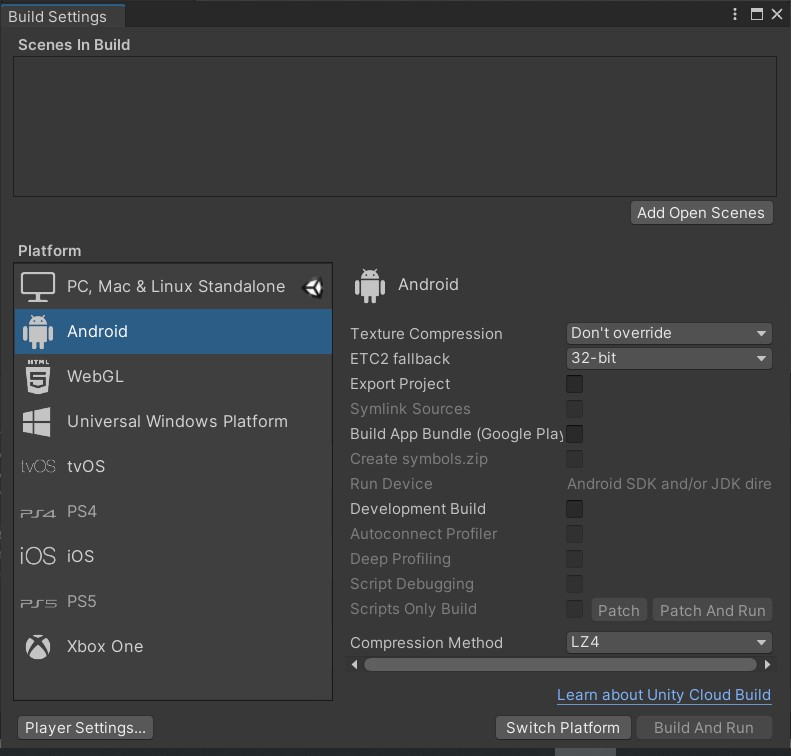 Build Settings
Scenes In Build
Add Open Scenes
Platform
PC, Mac & Linux Standalone
Android
HTML
5
WebGL
Universal Windows Platform
tvOS tvOS
PS4 PS4
iOS iOS
PS5 PS5
Xbox One
Android
Texture Compression Don't override
ETC2 fallback 32-bit
Export Project
Symlink Sources
Build App Bundle (Google Play
Create symbols.zip
Run Device Android SDK and/or JDK dire
Development Build
Autoconnect Profiler
Deep Profiling
Script Debugging
Scripts Only Build Patch Patch And Run
Compression Method LZ4
Learn about Unity Cloud Build
Player Settings... Switch Platform Build And Run